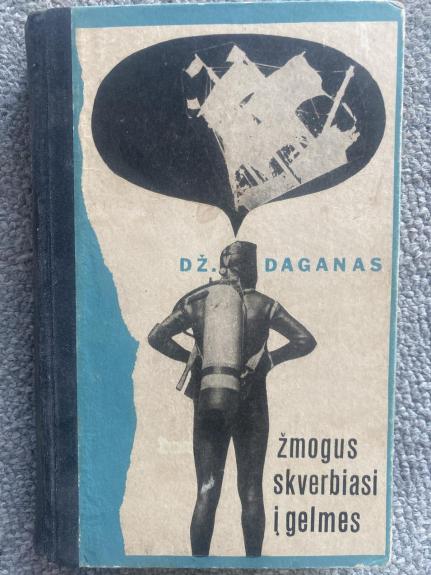 DŽ. DAGANAS
žmogus
skverbiasi
į gelmes